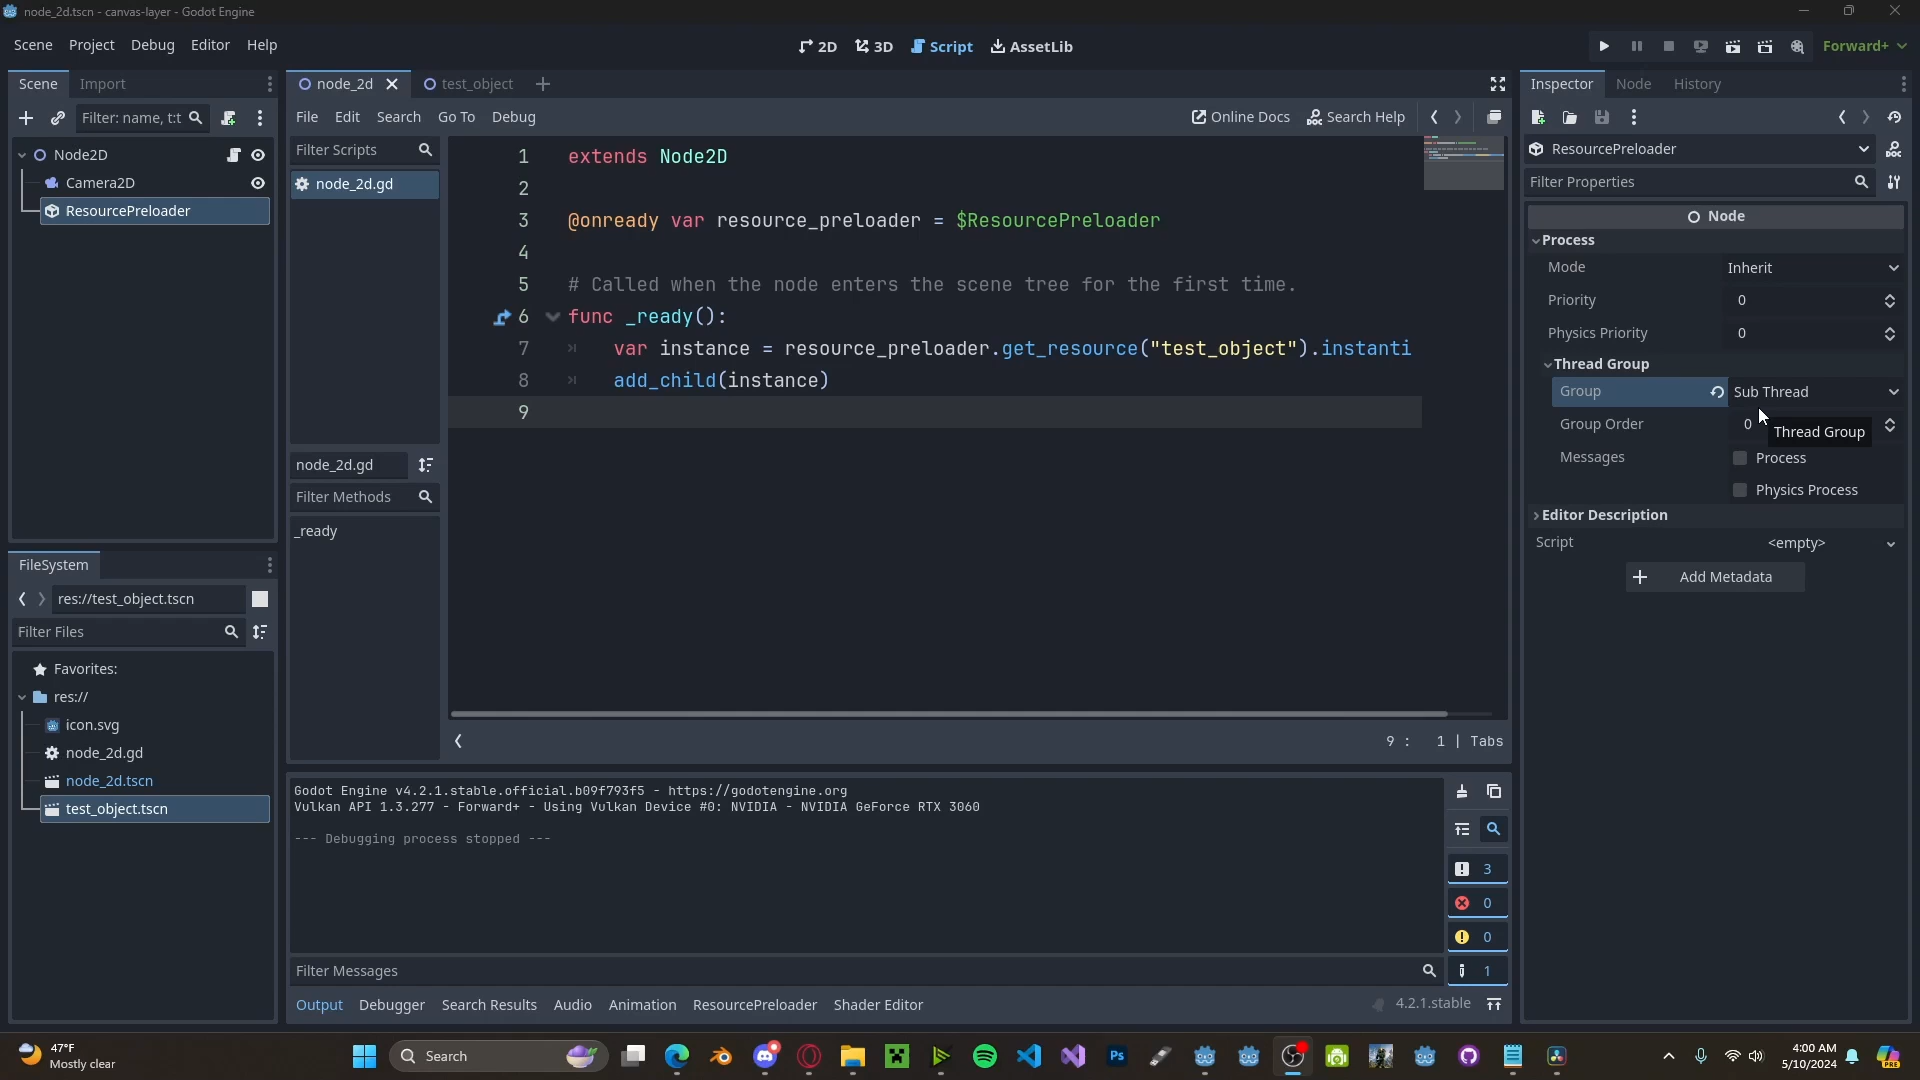 node_2d.tscn - canvas-layer - Godot Engine
Scene Project Debug Editor Help
2D 3D Script AssetLib
Forward+
Scene Import
Filter: name, t:t
Node2D
Camera2D
ResourcePreloader
FileSystem
res://test_object.tscn
Filter Files
Favorites:
res://
icon.svg
node_2d.gd
node_2d.tscn
test_object.tscn
node_2d test_object
File Edit Search Go To Debug
Online Docs Search Help
Filter Scripts
node_2d.gd
node_2d.gd
Filter Methods
_ready
1 extends Node2D
2
3 @onready var resource_preloader = $ResourcePreloader
4
5 # Called when the node enters the scene tree for the first time.
6 func _ready():
7 var instance = resource_preloader.get_resource("test_object").instanti
8 add_child(instance)
9
9 : 1 | Tabs
Godot Engine v4.2.1.stable.official.b09f793f5 - https://godotengine.org
Vulkan API 1.3.277 - Forward+ - Using Vulkan Device #0: NVIDIA - NVIDIA GeForce RTX 3060
--- Debugging process stopped ---
3
0
0
1
Filter Messages
Output Debugger Search Results Audio Animation ResourcePreloader Shader Editor
4.2.1.stable
Inspector Node History
ResourcePreloader
Filter Properties
Node
Process
Mode Inherit
Priority 0
Physics Priority 0
Thread Group
Group Sub Thread
Group Order 0
Thread Group
Messages Process
Physics Process
Editor Description
Script <empty>
Add Metadata
47°F
Mostly clear
Search
Ps
PRE
4:00 AM
5/10/2024